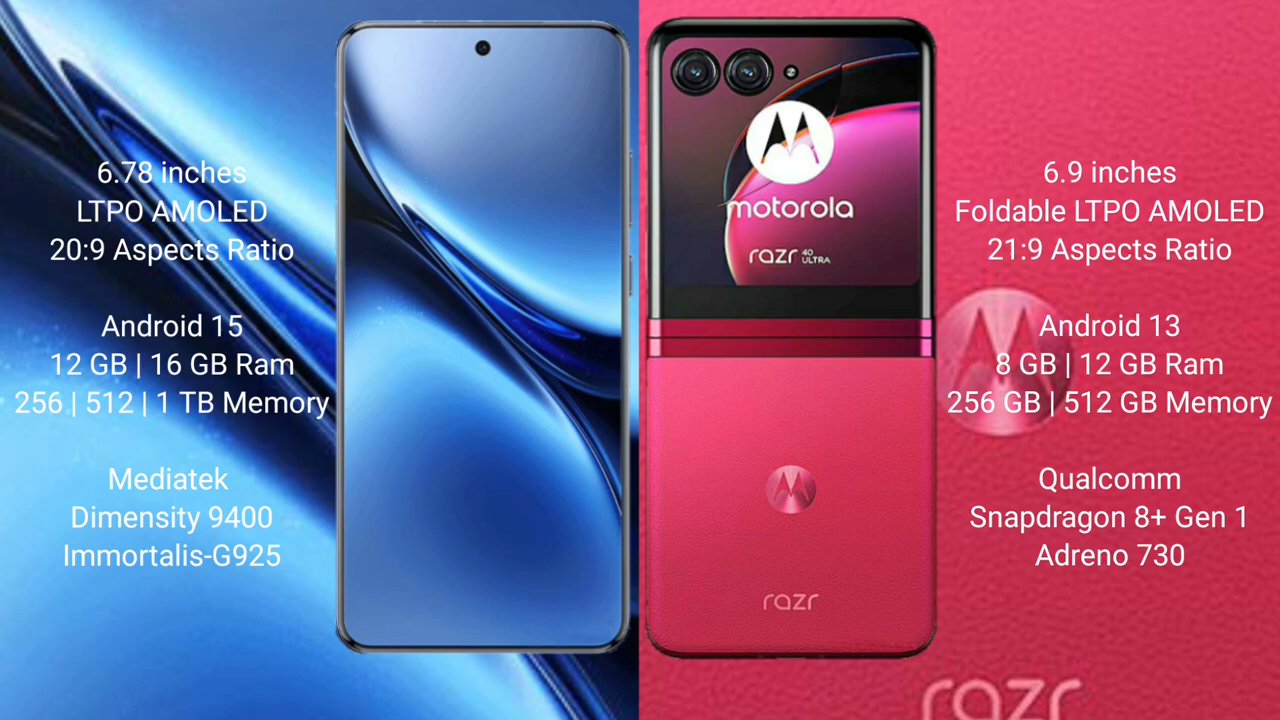 6.78 inches
LTPO AMOLED
20:9 Aspects Ratio
Android 15
12 GB | 16 GB Ram
256 | 512 | 1 TB Memory
Mediatek
Dimensity 9400
Immortalis-G925
motorola
razr 40 ULTRA
razr
6.9 inches
Foldable LTPO AMOLED
21:9 Aspects Ratio
Android 13
8 GB | 12 GB Ram
256 GB | 512 GB Memory
Qualcomm
Snapdragon 8+ Gen 1
Adreno 730
razr